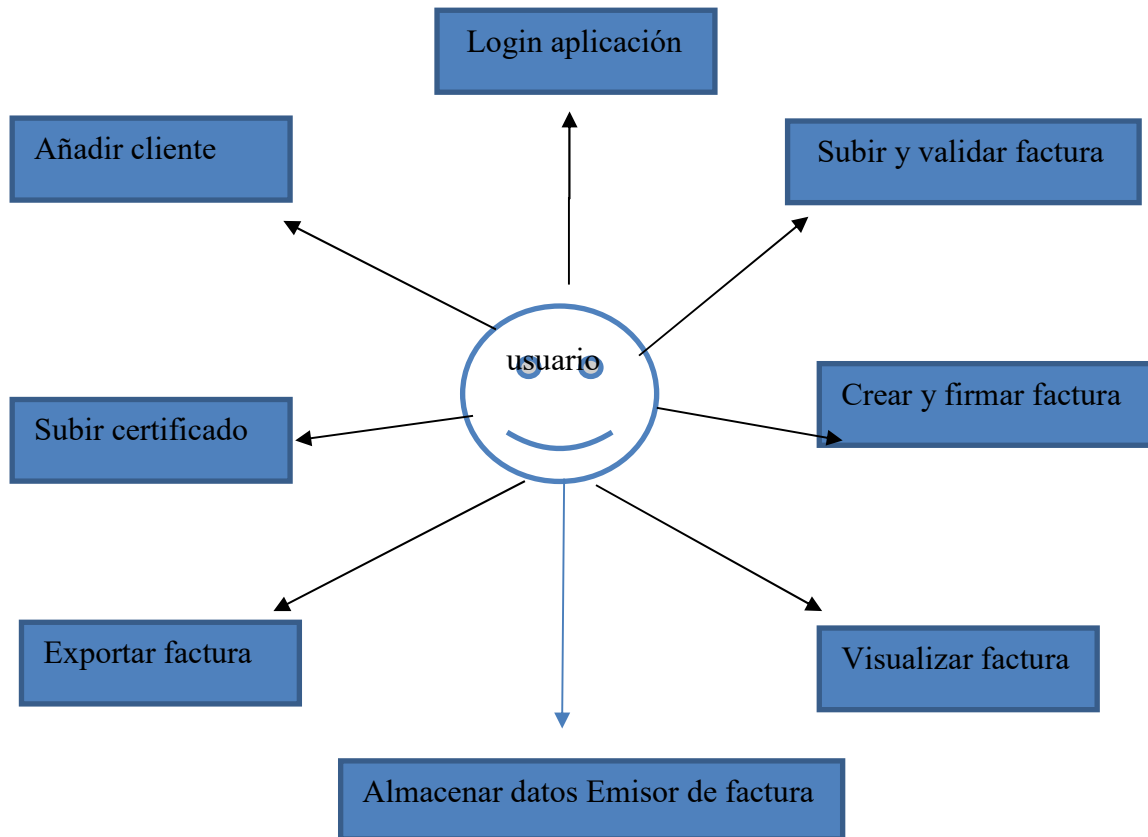 Login aplicación
Añadir cliente
Subir y validar factura
usuario
Crear y firmar factura
Subir certificado
Exportar factura
Visualizar factura
Almacenar datos Emisor de factura